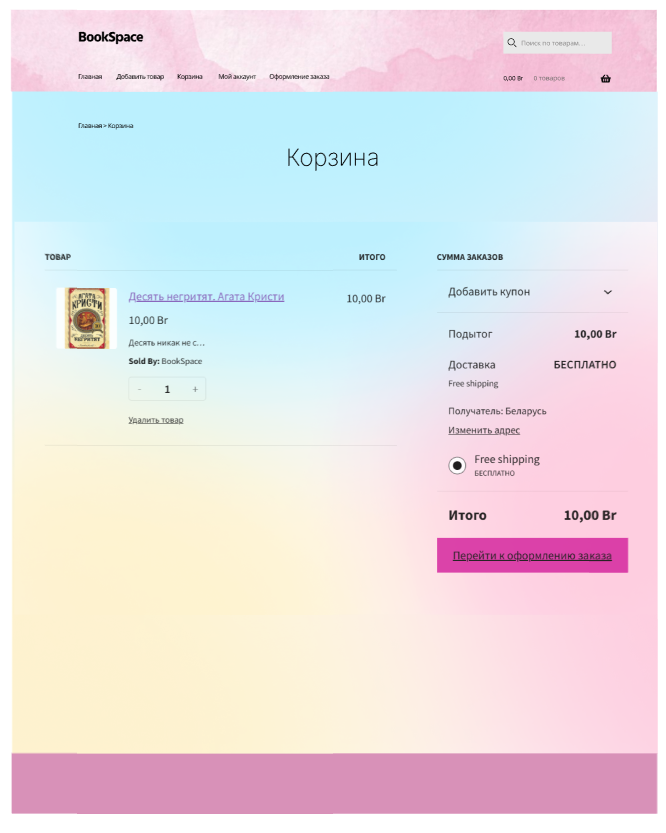 BookSpace
Поиск по товарам...
Главная Добавить товар Корзина Мой аккаунт Оформление заказа
0,00 Br 0 товаров
Главная > Корзина
Корзина
ТОВАР ИТОГО
Десять негритят. Агата Кристи 10,00 Br
10,00 Br
Десять никак не с...
Sold By: BookSpace
- 1 +
Удалить товар
АГАТА
КРИСТИ
ДЕСЯТЬ
НЕГРИТЯТ
СУММА ЗАКАЗОВ
Добавить купон
Подытог 10,00 Br
Доставка БЕСПЛАТНО
Free shipping
Получатель: Беларусь
Изменить адрес
Free shipping
БЕСПЛАТНО
Итого 10,00 Br
Перейти к оформлению заказа